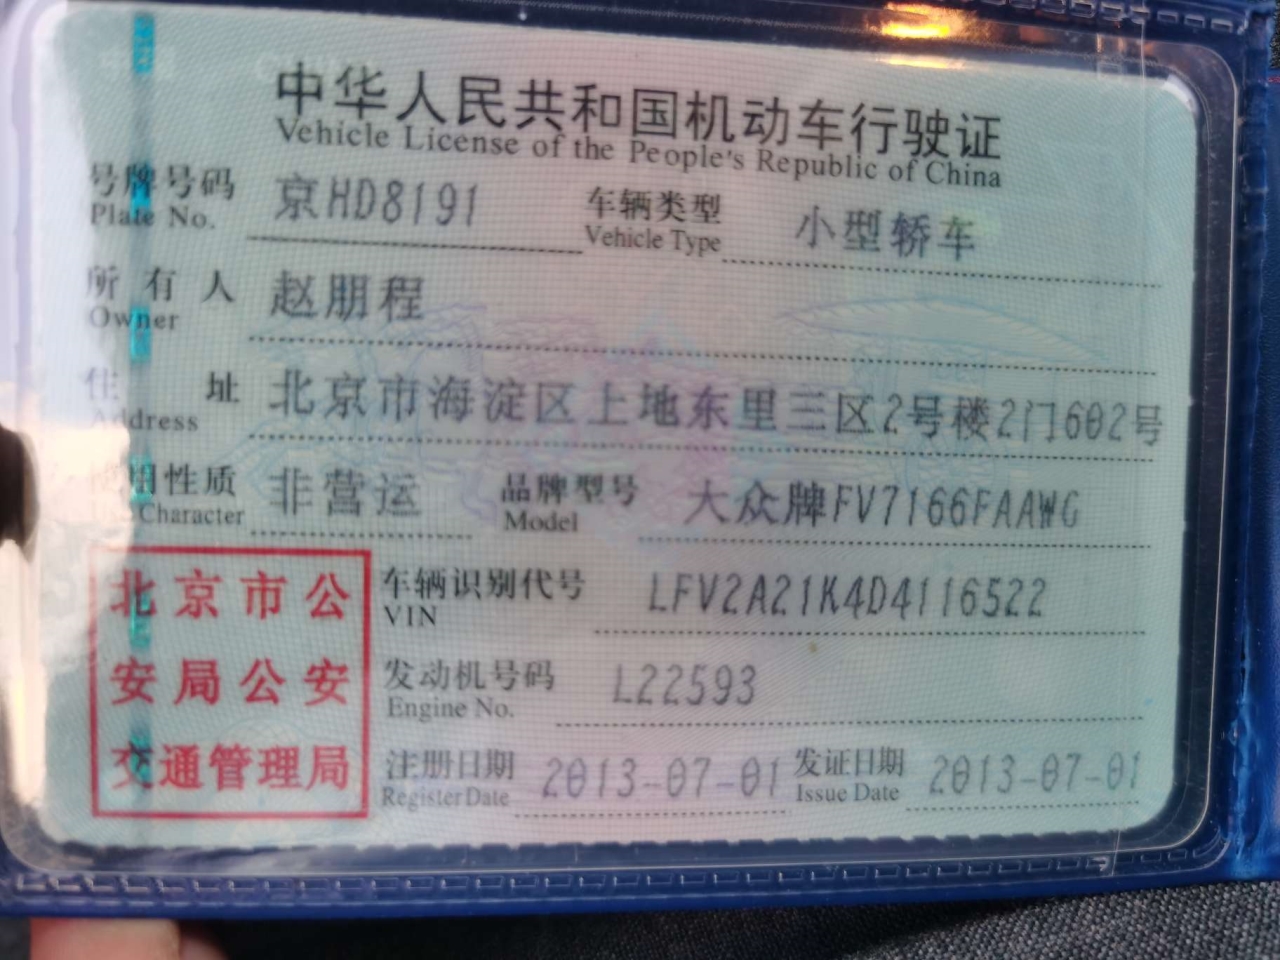 中华人民共和国机动车行驶证
Vehicle License of the People's Republic of China
号牌号码 京HD8191 车辆类型 小型轿车
Plate No. Vehicle Type
所有人 赵朋程
Owner
住址 北京市海淀区上地东里三区2号楼2门602号
Address
使用性质 非营运 品牌型号 大众牌FV7166FAAWG
Character Model
北京市公
安局公安
交通管理局
车辆识别代号 LFV2A21K4D4116522
VIN
发动机号码 L22593
Engine No.
注册日期 2013-07-01 发证日期 2013-07-01
Register Date Issue Date